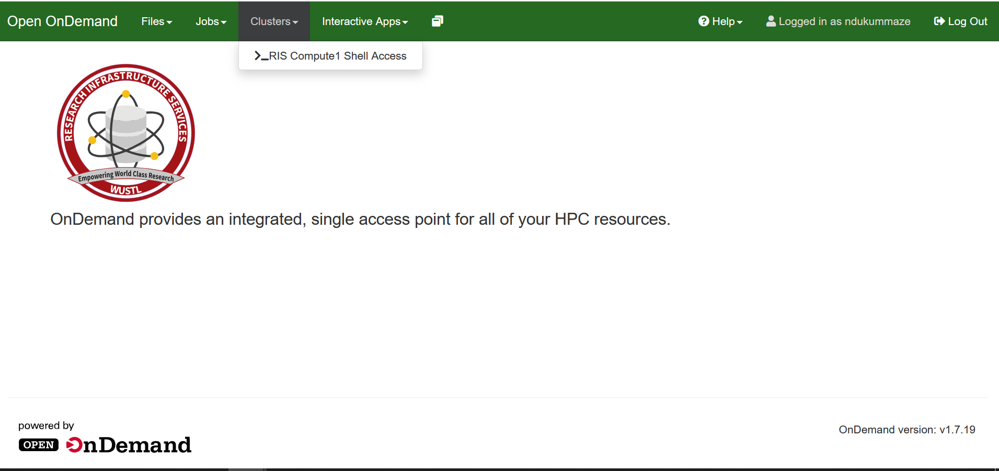 Open OnDemand Files Jobs Clusters Interactive Apps Help Logged in as ndukummaze Log Out
>_RIS Compute1 Shell Access
RESEARCH INFRASTRUCTURE SERVICES
Empowering World Class Research
WUSTL
OnDemand provides an integrated, single access point for all of your HPC resources.
powered by
OPEN OnDemand
OnDemand version: v1.7.19